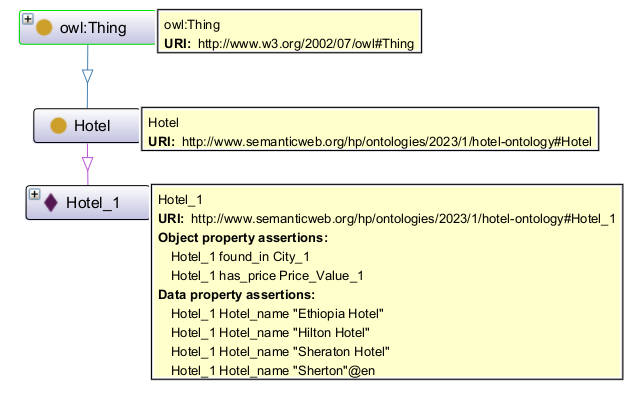 owl:Thing
owl:Thing
URI: http://www.w3.org/2002/07/owl#Thing
Hotel
Hotel
URI: http://www.semanticweb.org/hp/ontologies/2023/1/hotel-ontology#Hotel
Hotel_1
Hotel_1
URI: http://www.semanticweb.org/hp/ontologies/2023/1/hotel-ontology#Hotel_1
Object property assertions:
Hotel_1 found_in City_1
Hotel_1 has_price Price_Value_1
Data property assertions:
Hotel_1 Hotel_name "Ethiopia Hotel"
Hotel_1 Hotel_name "Hilton Hotel"
Hotel_1 Hotel_name "Sheraton Hotel"
Hotel_1 Hotel_name "Sherton"@en